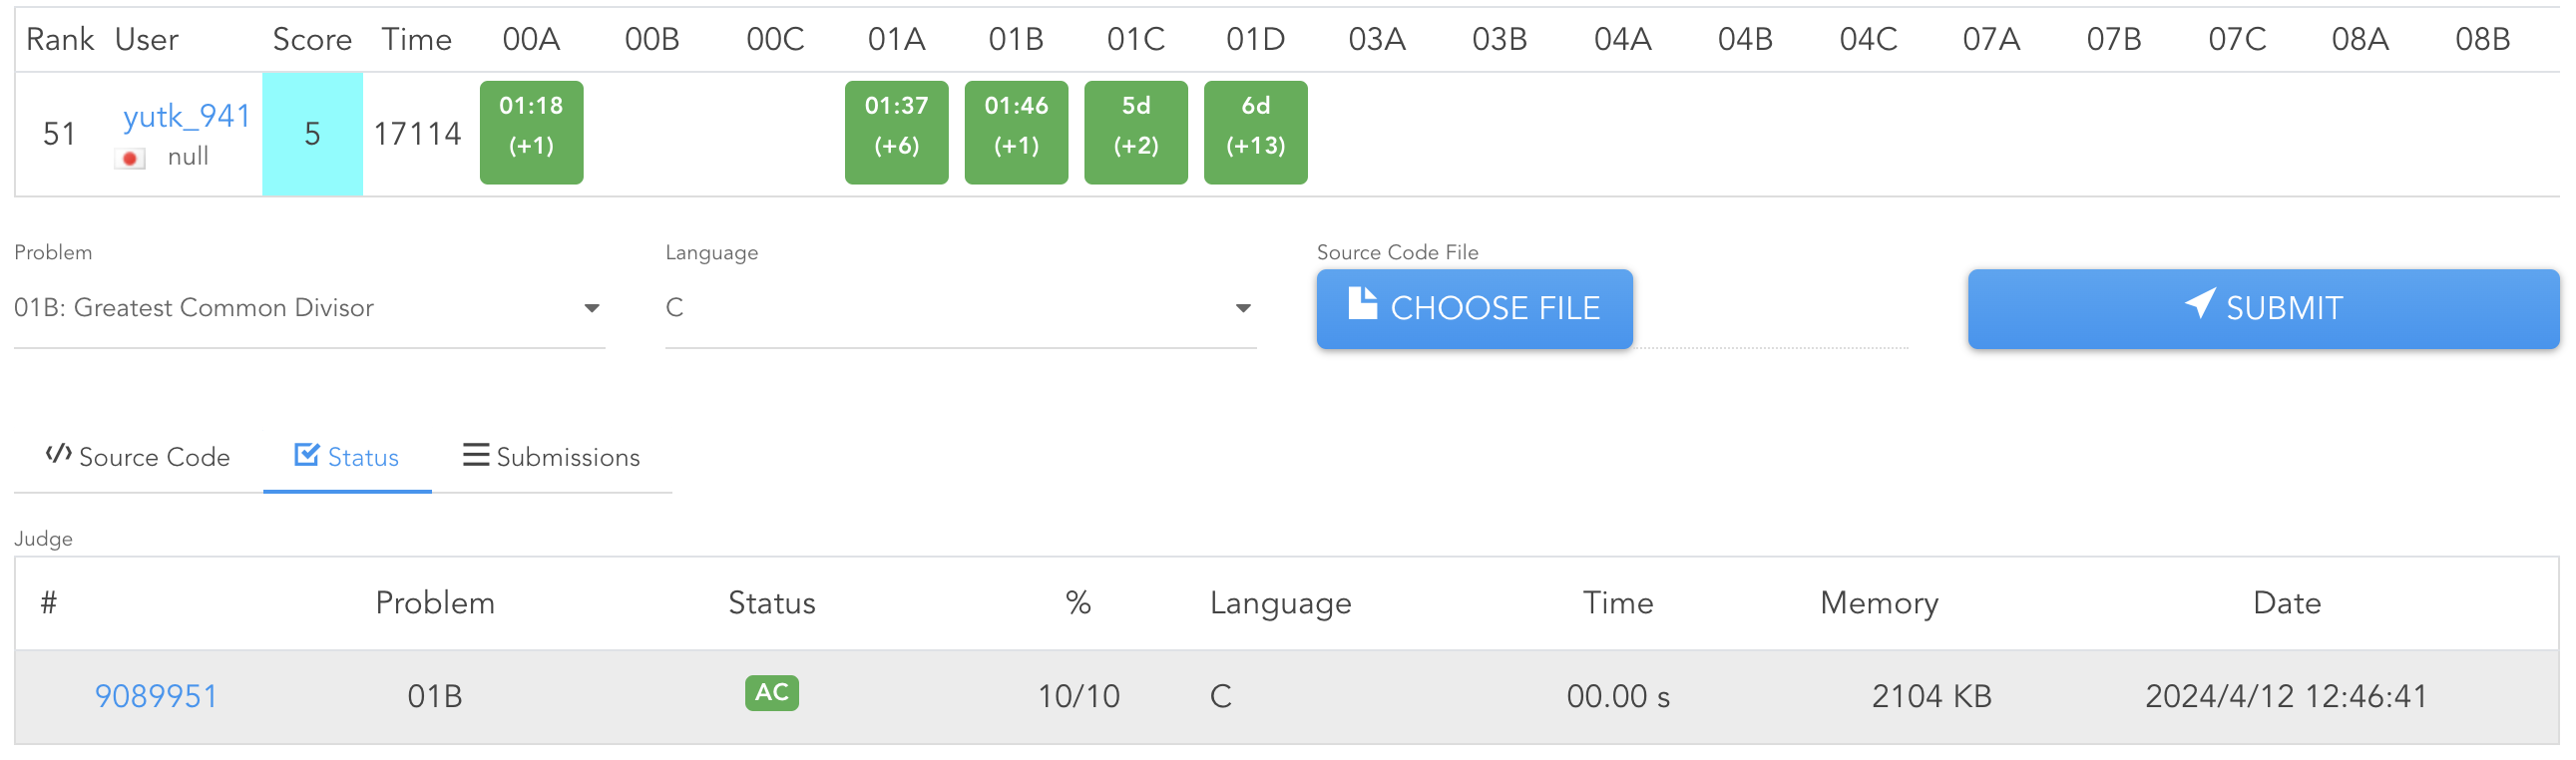 Rank User Score Time 00A 00B 00C 01A 01B 01C 01D 03A 03B 04A 04B 04C 07A 07B 07C 08A 08B
51 yutk_941 null 5 17114 01:18 (+1) 01:37 (+6) 01:46 (+1) 5d (+2) 6d (+13)
Problem Language Source Code File
01B: Greatest Common Divisor C CHOOSE FILE SUBMIT
Source Code Status Submissions
Judge
# Problem Status % Language Time Memory Date
9089951 01B AC 10/10 C 00.00 s 2104 KB 2024/4/12 12:46:41